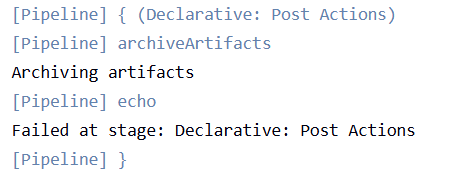 [Pipeline] { (Declarative: Post Actions)
[Pipeline] archiveArtifacts
Archiving artifacts
[Pipeline] echo
Failed at stage: Declarative: Post Actions
[Pipeline] }